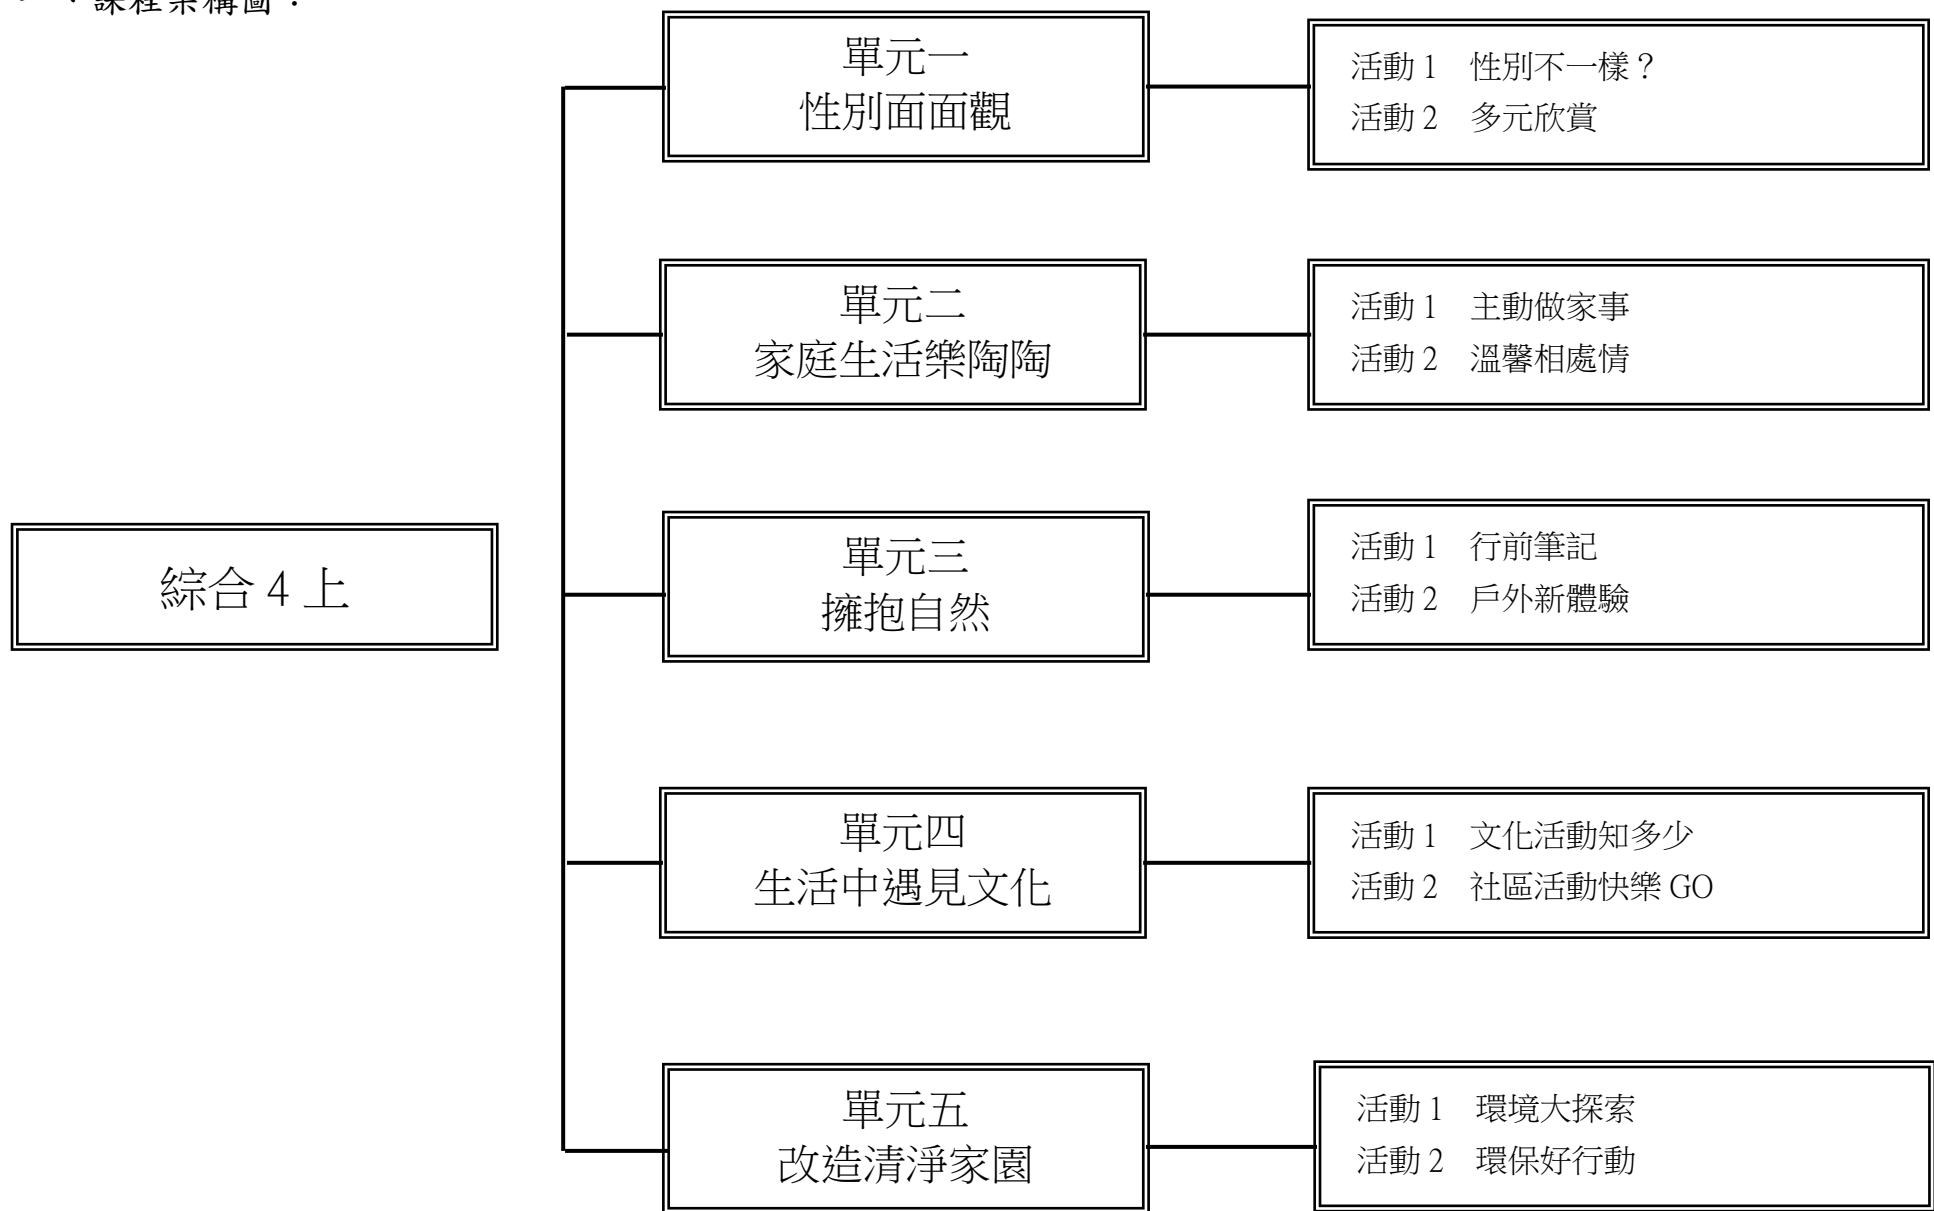 、課程架構圖：
單元一
性別面面觀
活動 1　性別不一樣？
活動 2　多元欣賞
單元二
家庭生活樂陶陶
活動 1　主動做家事
活動 2　溫馨相處情
綜合 4 上
單元三
擁抱自然
活動 1　行前筆記
活動 2　戶外新體驗
單元四
生活中遇見文化
活動 1　文化活動知多少
活動 2　社區活動快樂 GO
單元五
改造清淨家園
活動 1　環境大探索
活動 2　環保好行動